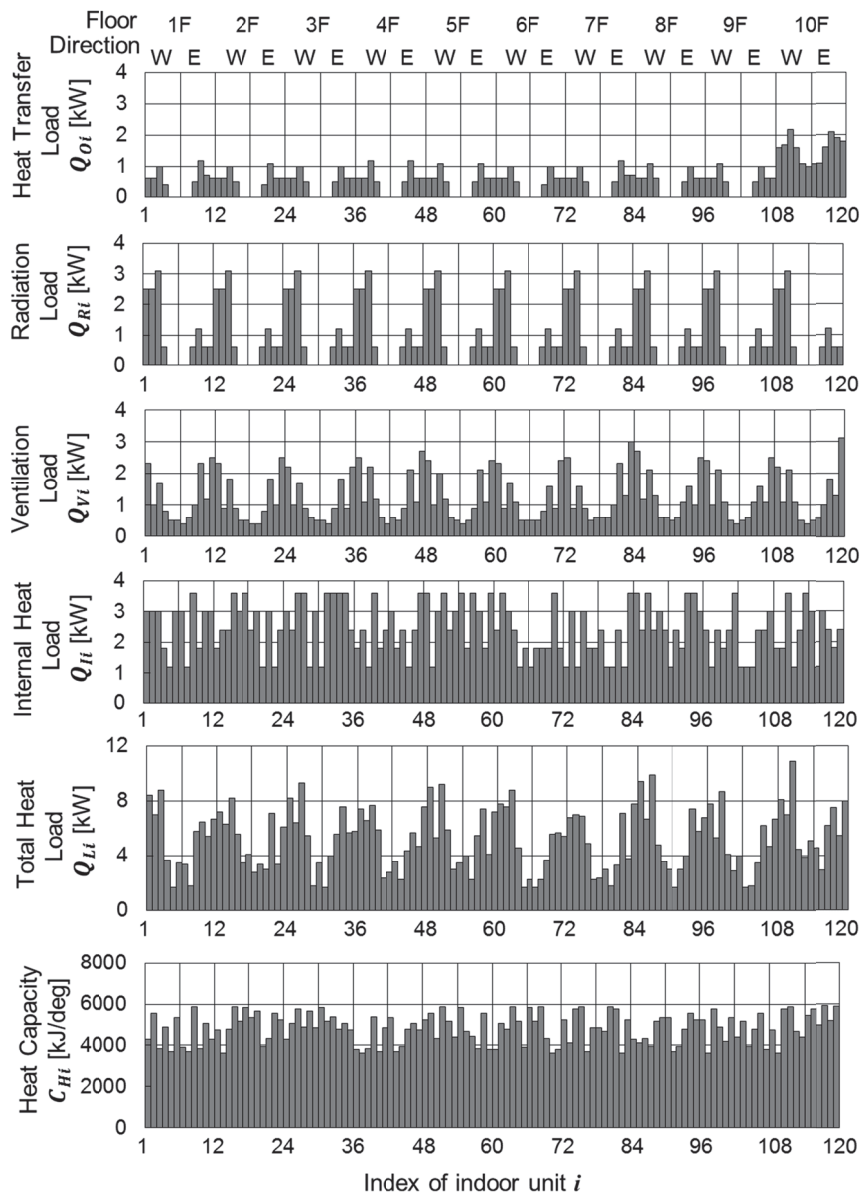 Floor 1F 2F 3F 4F 5F 6F 7F 8F 9F 10F
Direction W E W E W E W E W E W E W E W E W E W E
Heat Transfer
Load
Q_Oi [kW]
4
3
2
1
0
1 12 24 36 48 60 72 84 96 108 120
Radiation
Load
Q_Ri [kW]
4
3
2
1
0
1 12 24 36 48 60 72 84 96 108 120
Ventilation
Load
Q_Vi [kW]
4
3
2
1
0
1 12 24 36 48 60 72 84 96 108 120
Internal Heat
Load
Q_Ii [kW]
4
3
2
1
0
1 12 24 36 48 60 72 84 96 108 120
Total Heat
Load
Q_Li [kW]
12
8
4
0
1 12 24 36 48 60 72 84 96 108 120
Heat Capacity
C_Hi [kJ/deg]
8000
6000
4000
2000
0
1 12 24 36 48 60 72 84 96 108 120
Index of indoor unit i